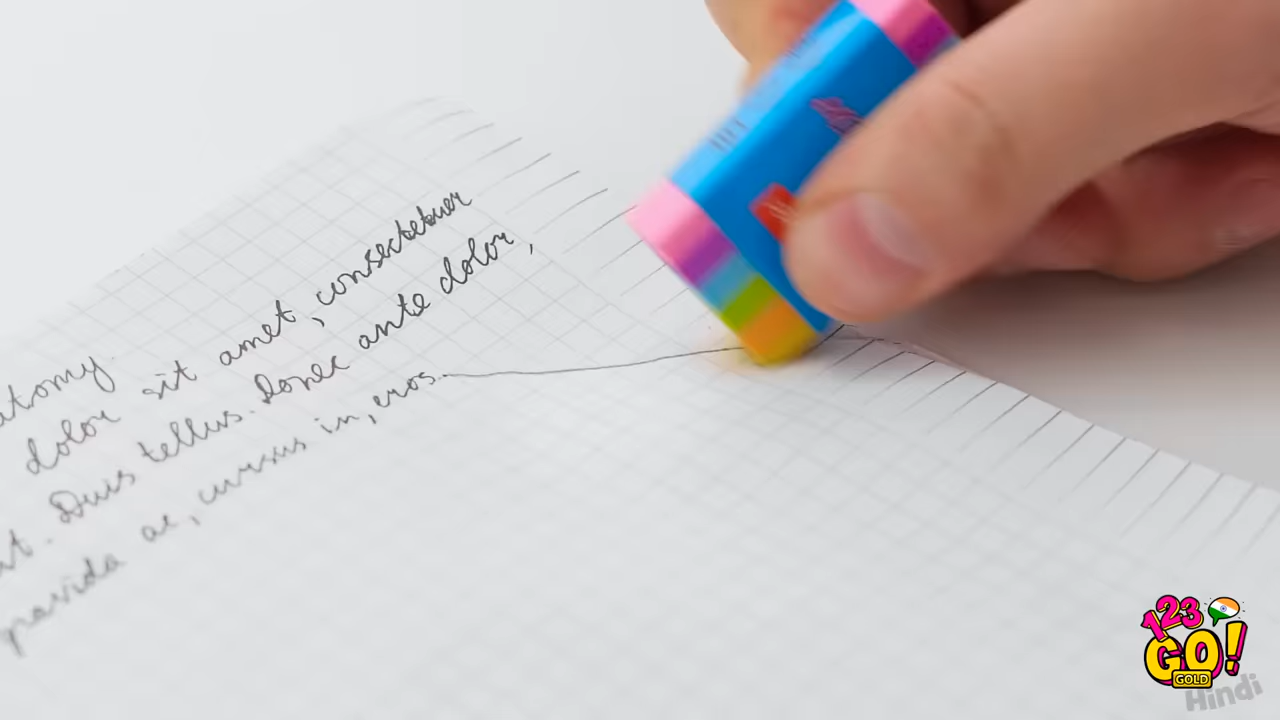 atomy.
dolor sit amet, consectetuer
at. Duis tellus. Donec ante dolor,
gravida ac, cursus in, eros.
123
GO!
GOLD
Hindi